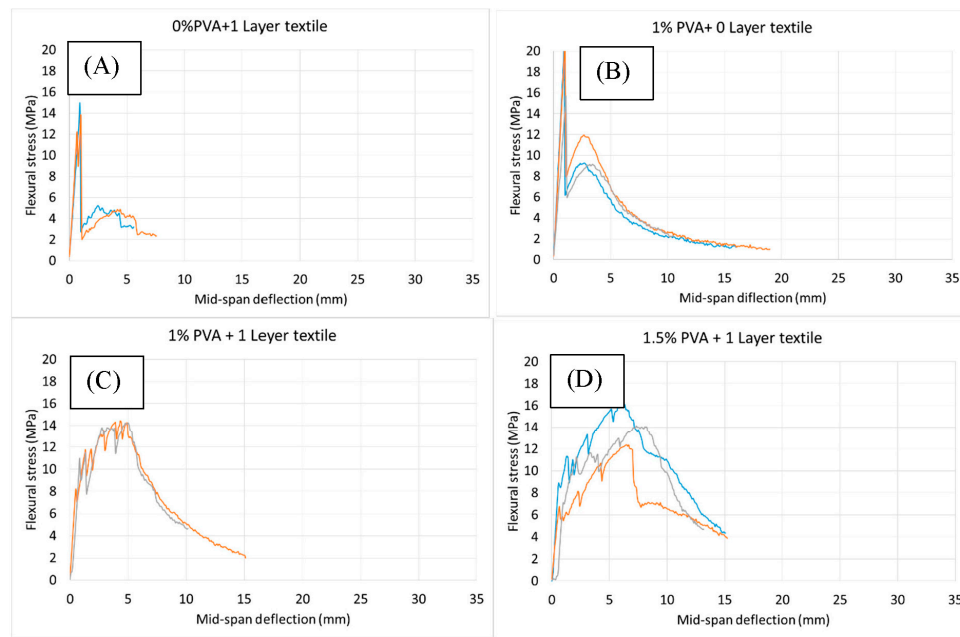 0%PVA+1 Layer textile
20
18
16
14
12
10
8
6
4
2
0
Flexural stress (MPa)
(A)
0 5 10 15 20 25 30 35
Mid-span deflection (mm)
1% PVA+ 0 Layer textile
20
18
16
14
12
10
8
6
4
2
0
Flexural stress (MPa)
(B)
0 5 10 15 20 25 30 35
Mid-span diflection (mm)
1% PVA + 1 Leyer textile
20
18
16
14
12
10
8
6
4
2
0
Flexural stress (MPa)
(C)
0 5 10 15 20 25 30 35
Mid-span deflection (mm)
1.5% PVA + 1 Layer textile
20
18
16
14
12
10
8
6
4
2
0
Flexural stress (MPa)
(D)
0 5 10 15 20 25 30 35
Mid-span deflection (mm)